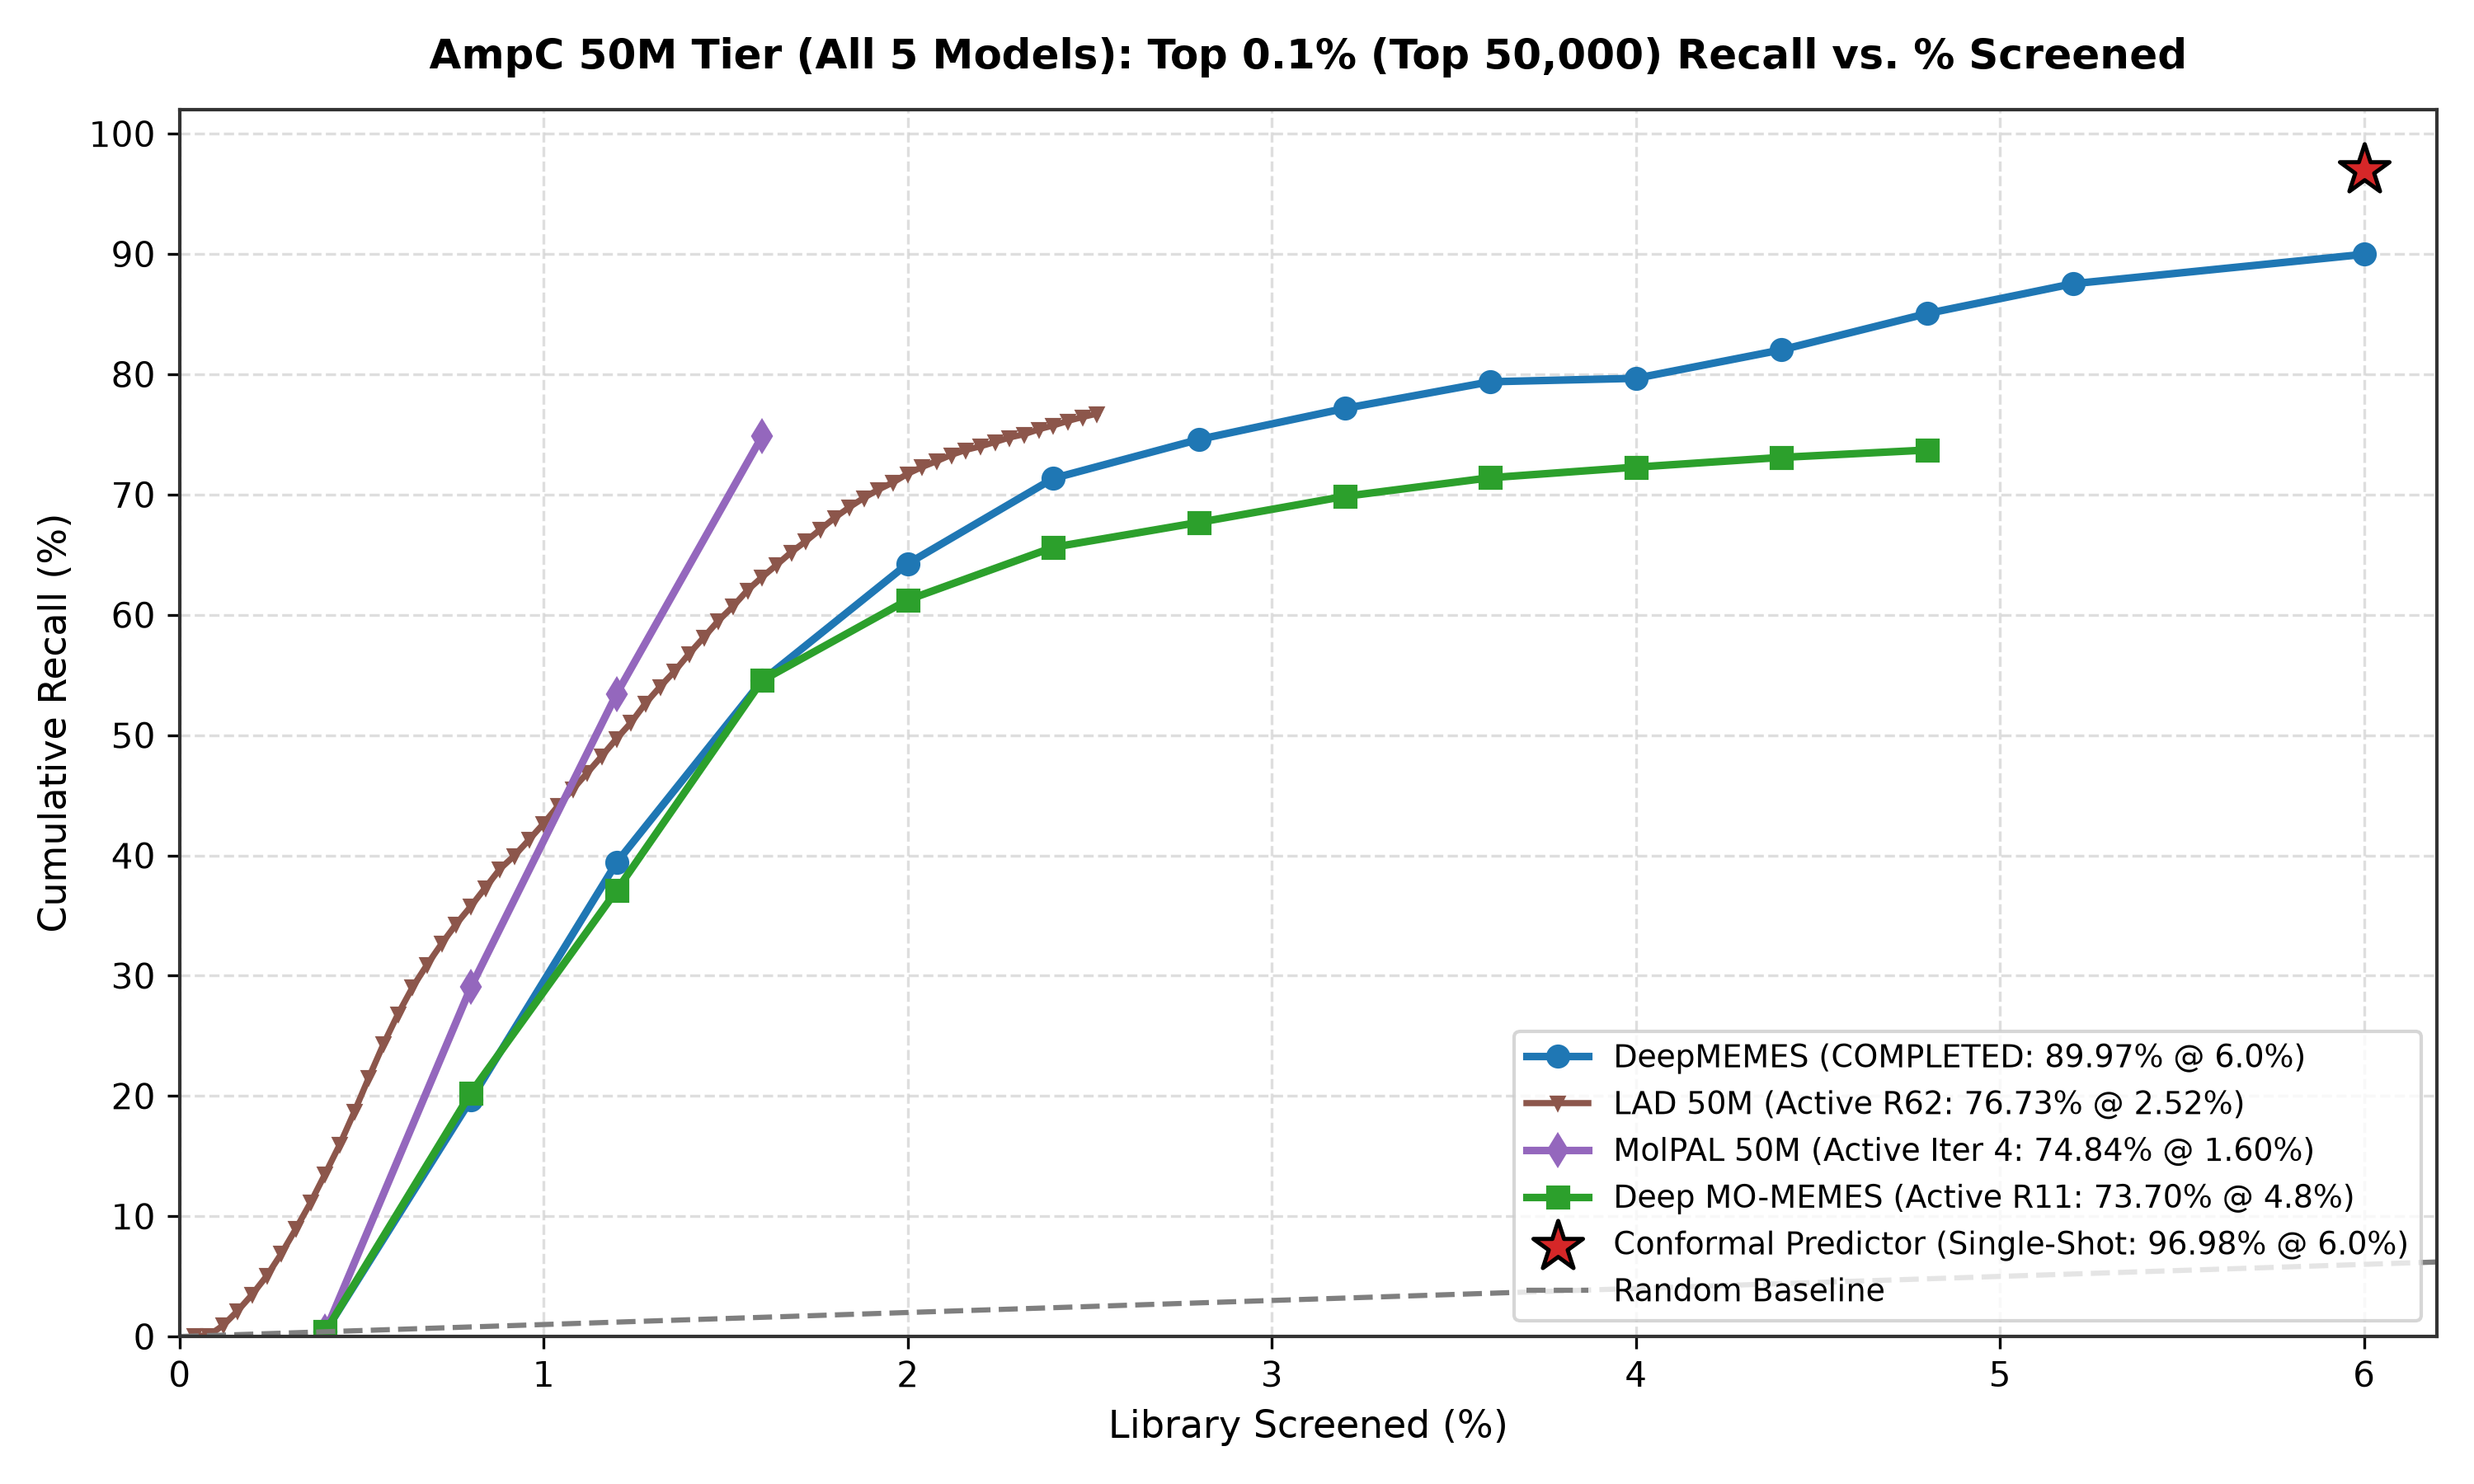 AmpC 50M Tier (All 5 Models): Top 0.1% (Top 50,000) Recall vs. % Screened
100
90
80
70
60
50
40
30
20
10
0
Cumulative Recall (%)
DeepMEMES (COMPLETED: 89.97% @ 6.0%)
LAD 50M (Active R62: 76.73% @ 2.52%)
MolPAL 50M (Active Iter 4: 74.84% @ 1.60%)
Deep MO-MEMES (Active R11: 73.70% @ 4.8%)
Conformal Predictor (Single-Shot: 96.98% @ 6.0%)
Random Baseline
0 1 2 3 4 5 6
Library Screened (%)